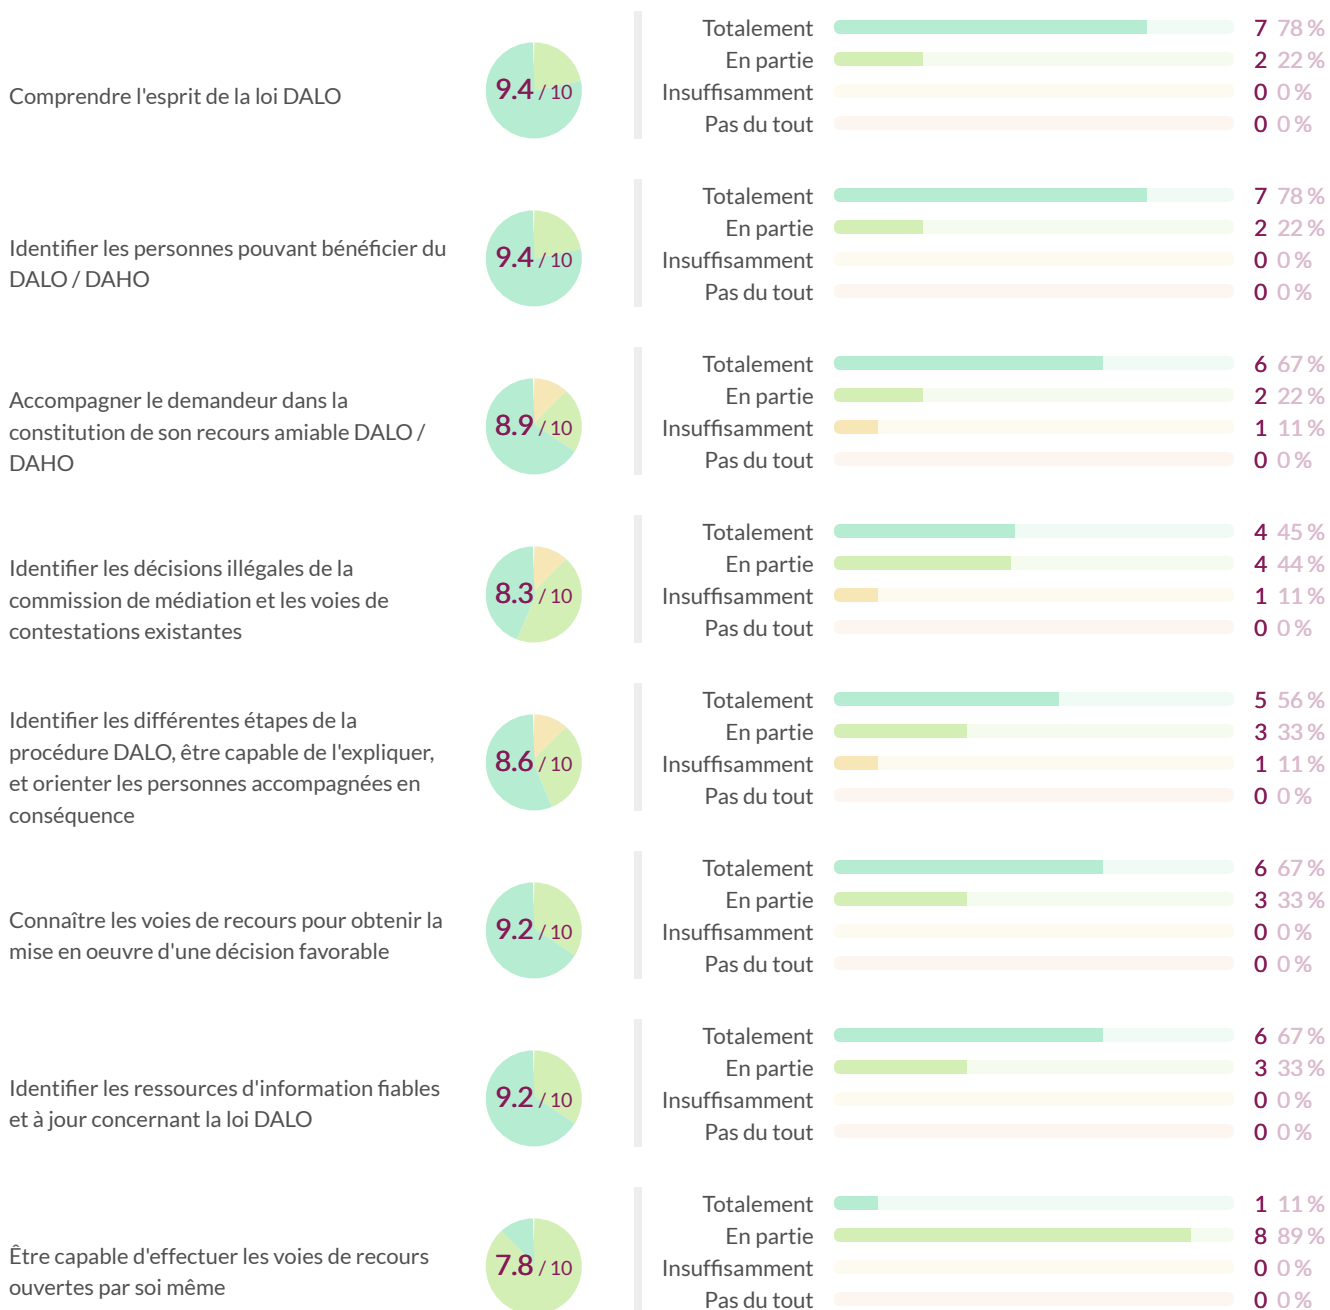 Comprendre l'esprit de la loi DALO
9.4 / 10
Totalement 7 78 %
En partie 2 22 %
Insuffisamment 0 0 %
Pas du tout 0 0 %
Identifier les personnes pouvant bénéficier du
DALO / DAHO
9.4 / 10
Totalement 7 78 %
En partie 2 22 %
Insuffisamment 0 0 %
Pas du tout 0 0 %
Accompagner le demandeur dans la
constitution de son recours amiable DALO /
DAHO
8.9 / 10
Totalement 6 67 %
En partie 2 22 %
Insuffisamment 1 11 %
Pas du tout 0 0 %
Identifier les décisions illégales de la
commission de médiation et les voies de
contestations existantes
8.3 / 10
Totalement 4 45 %
En partie 4 44 %
Insuffisamment 1 11 %
Pas du tout 0 0 %
Identifier les différentes étapes de la
procédure DALO, être capable de l'expliquer,
et orienter les personnes accompagnées en
conséquence
8.6 / 10
Totalement 5 56 %
En partie 3 33 %
Insuffisamment 1 11 %
Pas du tout 0 0 %
Connaître les voies de recours pour obtenir la
mise en oeuvre d'une décision favorable
9.2 / 10
Totalement 6 67 %
En partie 3 33 %
Insuffisamment 0 0 %
Pas du tout 0 0 %
Identifier les ressources d'information fiables
et à jour concernant la loi DALO
9.2 / 10
Totalement 6 67 %
En partie 3 33 %
Insuffisamment 0 0 %
Pas du tout 0 0 %
Être capable d'effectuer les voies de recours
ouvertes par soi même
7.8 / 10
Totalement 1 11 %
En partie 8 89 %
Insuffisamment 0 0 %
Pas du tout 0 0 %